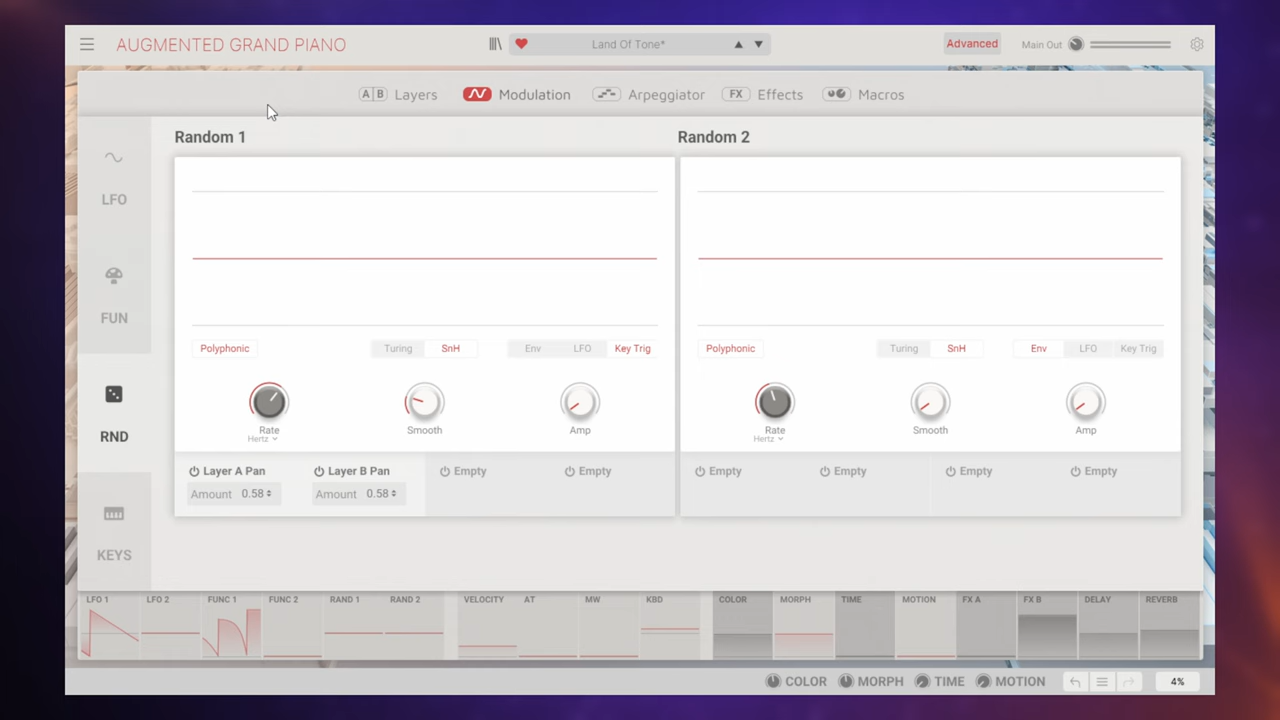 AUGMENTED GRAND PIANO
Land Of Tone*
Advanced
Main Out
A|B Layers
Modulation
Arpeggiator
FX Effects
Macros
LFO
FUN
RND
KEYS
Random 1
Polyphonic
Turing SnH
Env LFO Key Trig
Rate
Hertz
Smooth
Amp
Layer A Pan
Amount 0.58
Layer B Pan
Amount 0.58
Empty
Empty
Random 2
Polyphonic
Turing SnH
Env LFO Key Trig
Rate
Hertz
Smooth
Amp
Empty
Empty
Empty
Empty
LFO 1 LFO 2 FUNC 1 FUNC 2 RAND 1 RAND 2 VELOCITY AT MW KBD COLOR MORPH TIME MOTION FX A FX B DELAY REVERB
COLOR MORPH TIME MOTION 4%